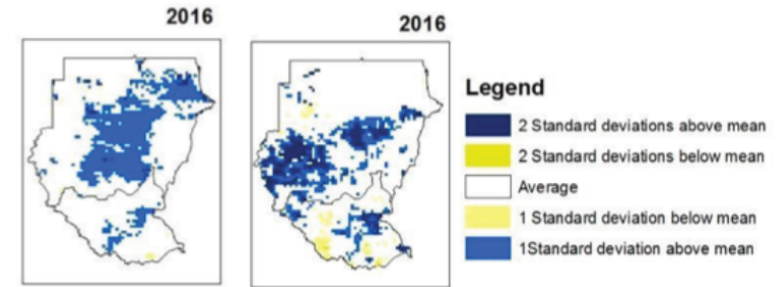 2016
2016
Legend
2 Standard deviations above mean
2 Standard deviations below mean
Average
1 Standard deviation below mean
1Standard deviation above mean